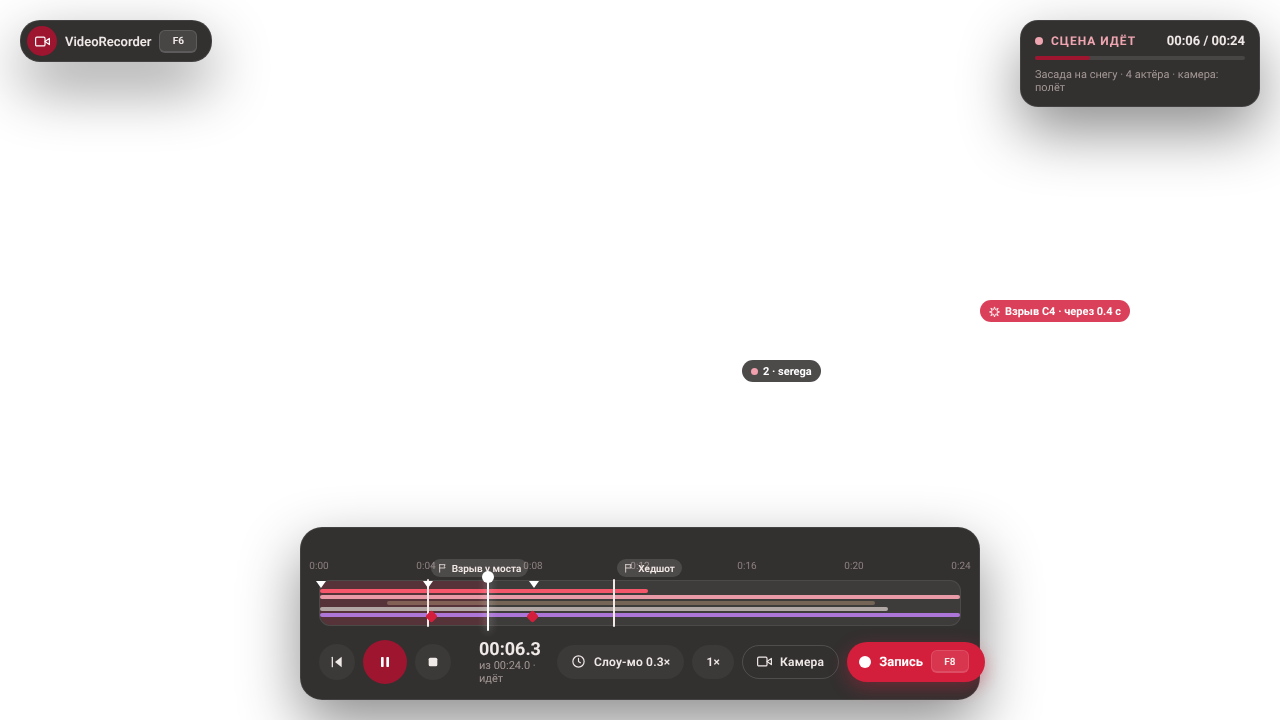 VideoRecorder F6
СЦЕНА ИДЁТ 00:06 / 00:24
Засада на снегу · 4 актёра · камера:
полёт
Взрыв C4 · через 0.4 с
2 · serega
0:00 0:04 0:08 0:12 0:16 0:20 0:24
Взрыв у моста Хедшот
00:06.3
из 00:24.0 ·
идёт
Слоу-мо 0.3× 1× Камера Запись F8